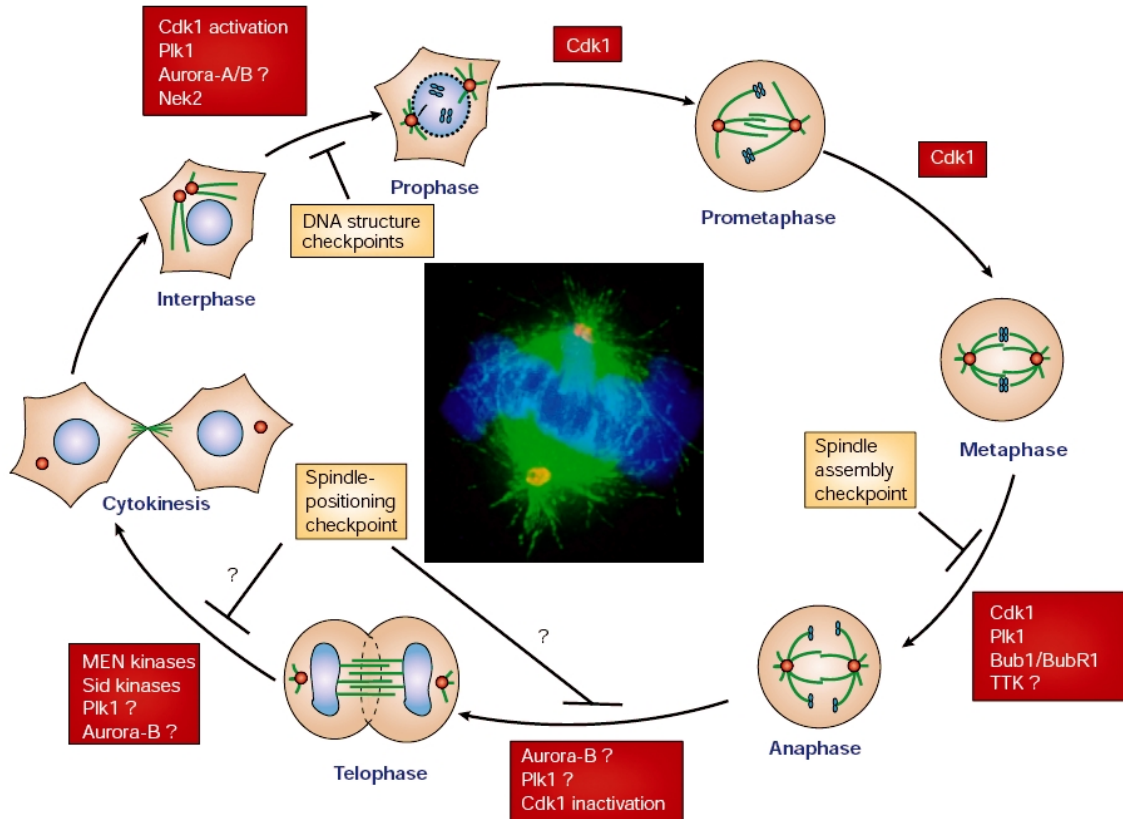 Cdk1 activation
Plk1
Aurora-A/B ?
Nek2
Cdk1
Cdk1
Prophase
Prometaphase
DNA structure
checkpoints
Interphase
Metaphase
Spindle
assembly
checkpoint
Spindle-
positioning
checkpoint
Cytokinesis
?
?
Cdk1
Plk1
Bub1/BubR1
TTK ?
MEN kinases
Sid kinases
Plk1 ?
Aurora-B ?
Telophase
Aurora-B ?
Plk1 ?
Cdk1 inactivation
Anaphase